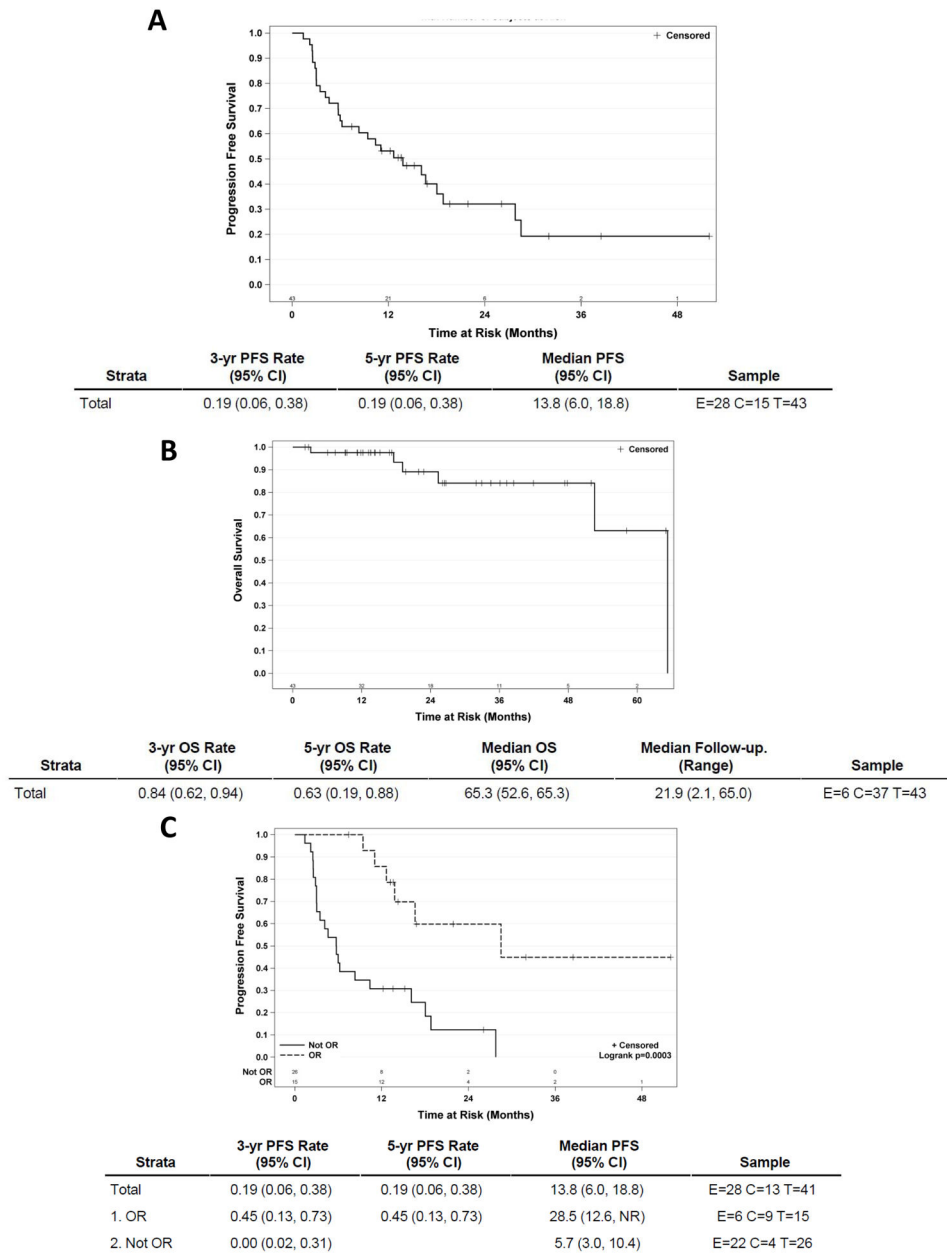 A
1.0
0.9
0.8
0.7
0.6
0.5
0.4
0.3
0.2
0.1
0.0
Progression Free Survival
+ Censored
43 21 6 2 1
0 12 24 36 48
Time at Risk (Months)
3-yr PFS Rate 5-yr PFS Rate Median PFS
Strata (95% CI) (95% CI) (95% CI) Sample
Total 0.19 (0.06, 0.38) 0.19 (0.06, 0.38) 13.8 (6.0, 18.8) E=28 C=15 T=43
B
1.0
0.9
0.8
0.7
0.6
0.5
0.4
0.3
0.2
0.1
0.0
Overall Survival
+ Censored
43 32 19 11 5 2
0 12 24 36 48 60
Time at Risk (Months)
3-yr OS Rate 5-yr OS Rate Median OS Median Follow-up.
Strata (95% CI) (95% CI) (95% CI) (Range) Sample
Total 0.84 (0.62, 0.94) 0.63 (0.19, 0.88) 65.3 (52.6, 65.3) 21.9 (2.1, 65.0) E=6 C=37 T=43
C
1.0
0.9
0.8
0.7
0.6
0.5
0.4
0.3
0.2
0.1
0.0
Progression Free Survival
Not OR + Censored
OR Logrank p=0.0003
Not OR 26 8 2 0
OR 15 12 4 2 1
0 12 24 36 48
Time at Risk (Months)
3-yr PFS Rate 5-yr PFS Rate Median PFS
Strata (95% CI) (95% CI) (95% CI) Sample
Total 0.19 (0.06, 0.38) 0.19 (0.06, 0.38) 13.8 (6.0, 18.8) E=28 C=13 T=41
1. OR 0.45 (0.13, 0.73) 0.45 (0.13, 0.73) 28.5 (12.6, NR) E=6 C=9 T=15
2. Not OR 0.00 (0.02, 0.31) 5.7 (3.0, 10.4) E=22 C=4 T=26